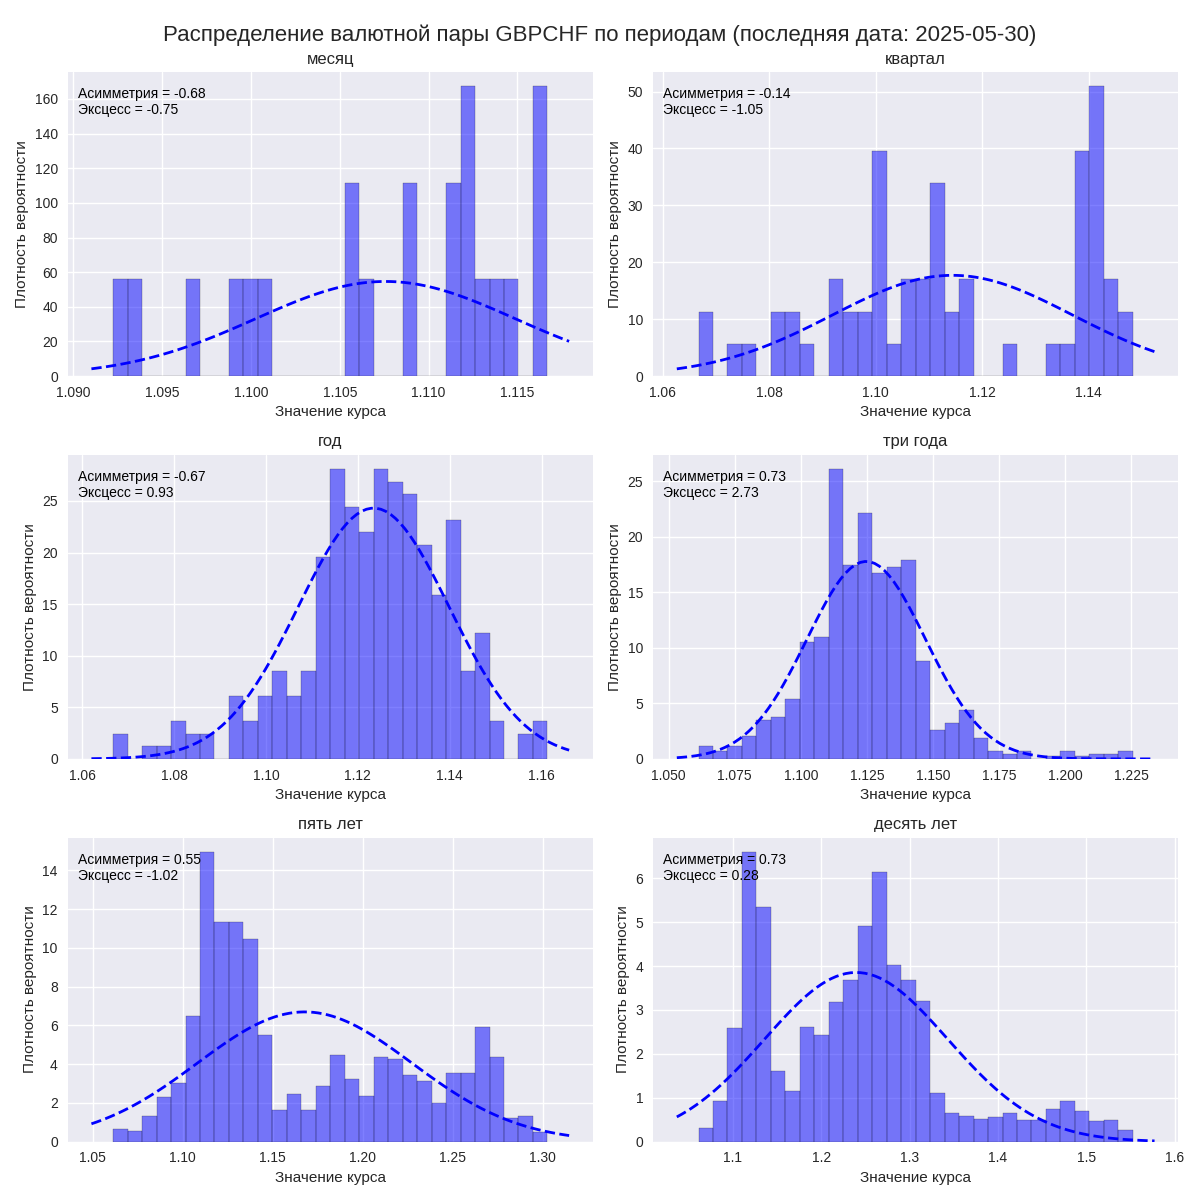 Распределение валютной пары GBPCHF по периодам (последняя дата: 2025-05-30)
месяц
Асимметрия = -0.68
Эксцесс = -0.75
Плотность вероятности
160
140
120
100
80
60
40
20
0
1.090 1.095 1.100 1.105 1.110 1.115
Значение курса
квартал
Асимметрия = -0.14
Эксцесс = -1.05
Плотность вероятности
50
40
30
20
10
0
1.06 1.08 1.10 1.12 1.14
Значение курса
год
Асимметрия = -0.67
Эксцесс = 0.93
Плотность вероятности
25
20
15
10
5
0
1.06 1.08 1.10 1.12 1.14 1.16
Значение курса
три года
Асимметрия = 0.73
Эксцесс = 2.73
Плотность вероятности
25
20
15
10
5
0
1.050 1.075 1.100 1.125 1.150 1.175 1.200 1.225
Значение курса
пять лет
Асимметрия = 0.55
Эксцесс = -1.02
Плотность вероятности
14
12
10
8
6
4
2
0
1.05 1.10 1.15 1.20 1.25 1.30
Значение курса
десять лет
Асимметрия = 0.73
Эксцесс = 0.28
Плотность вероятности
6
5
4
3
2
1
0
1.1 1.2 1.3 1.4 1.5 1.6
Значение курса